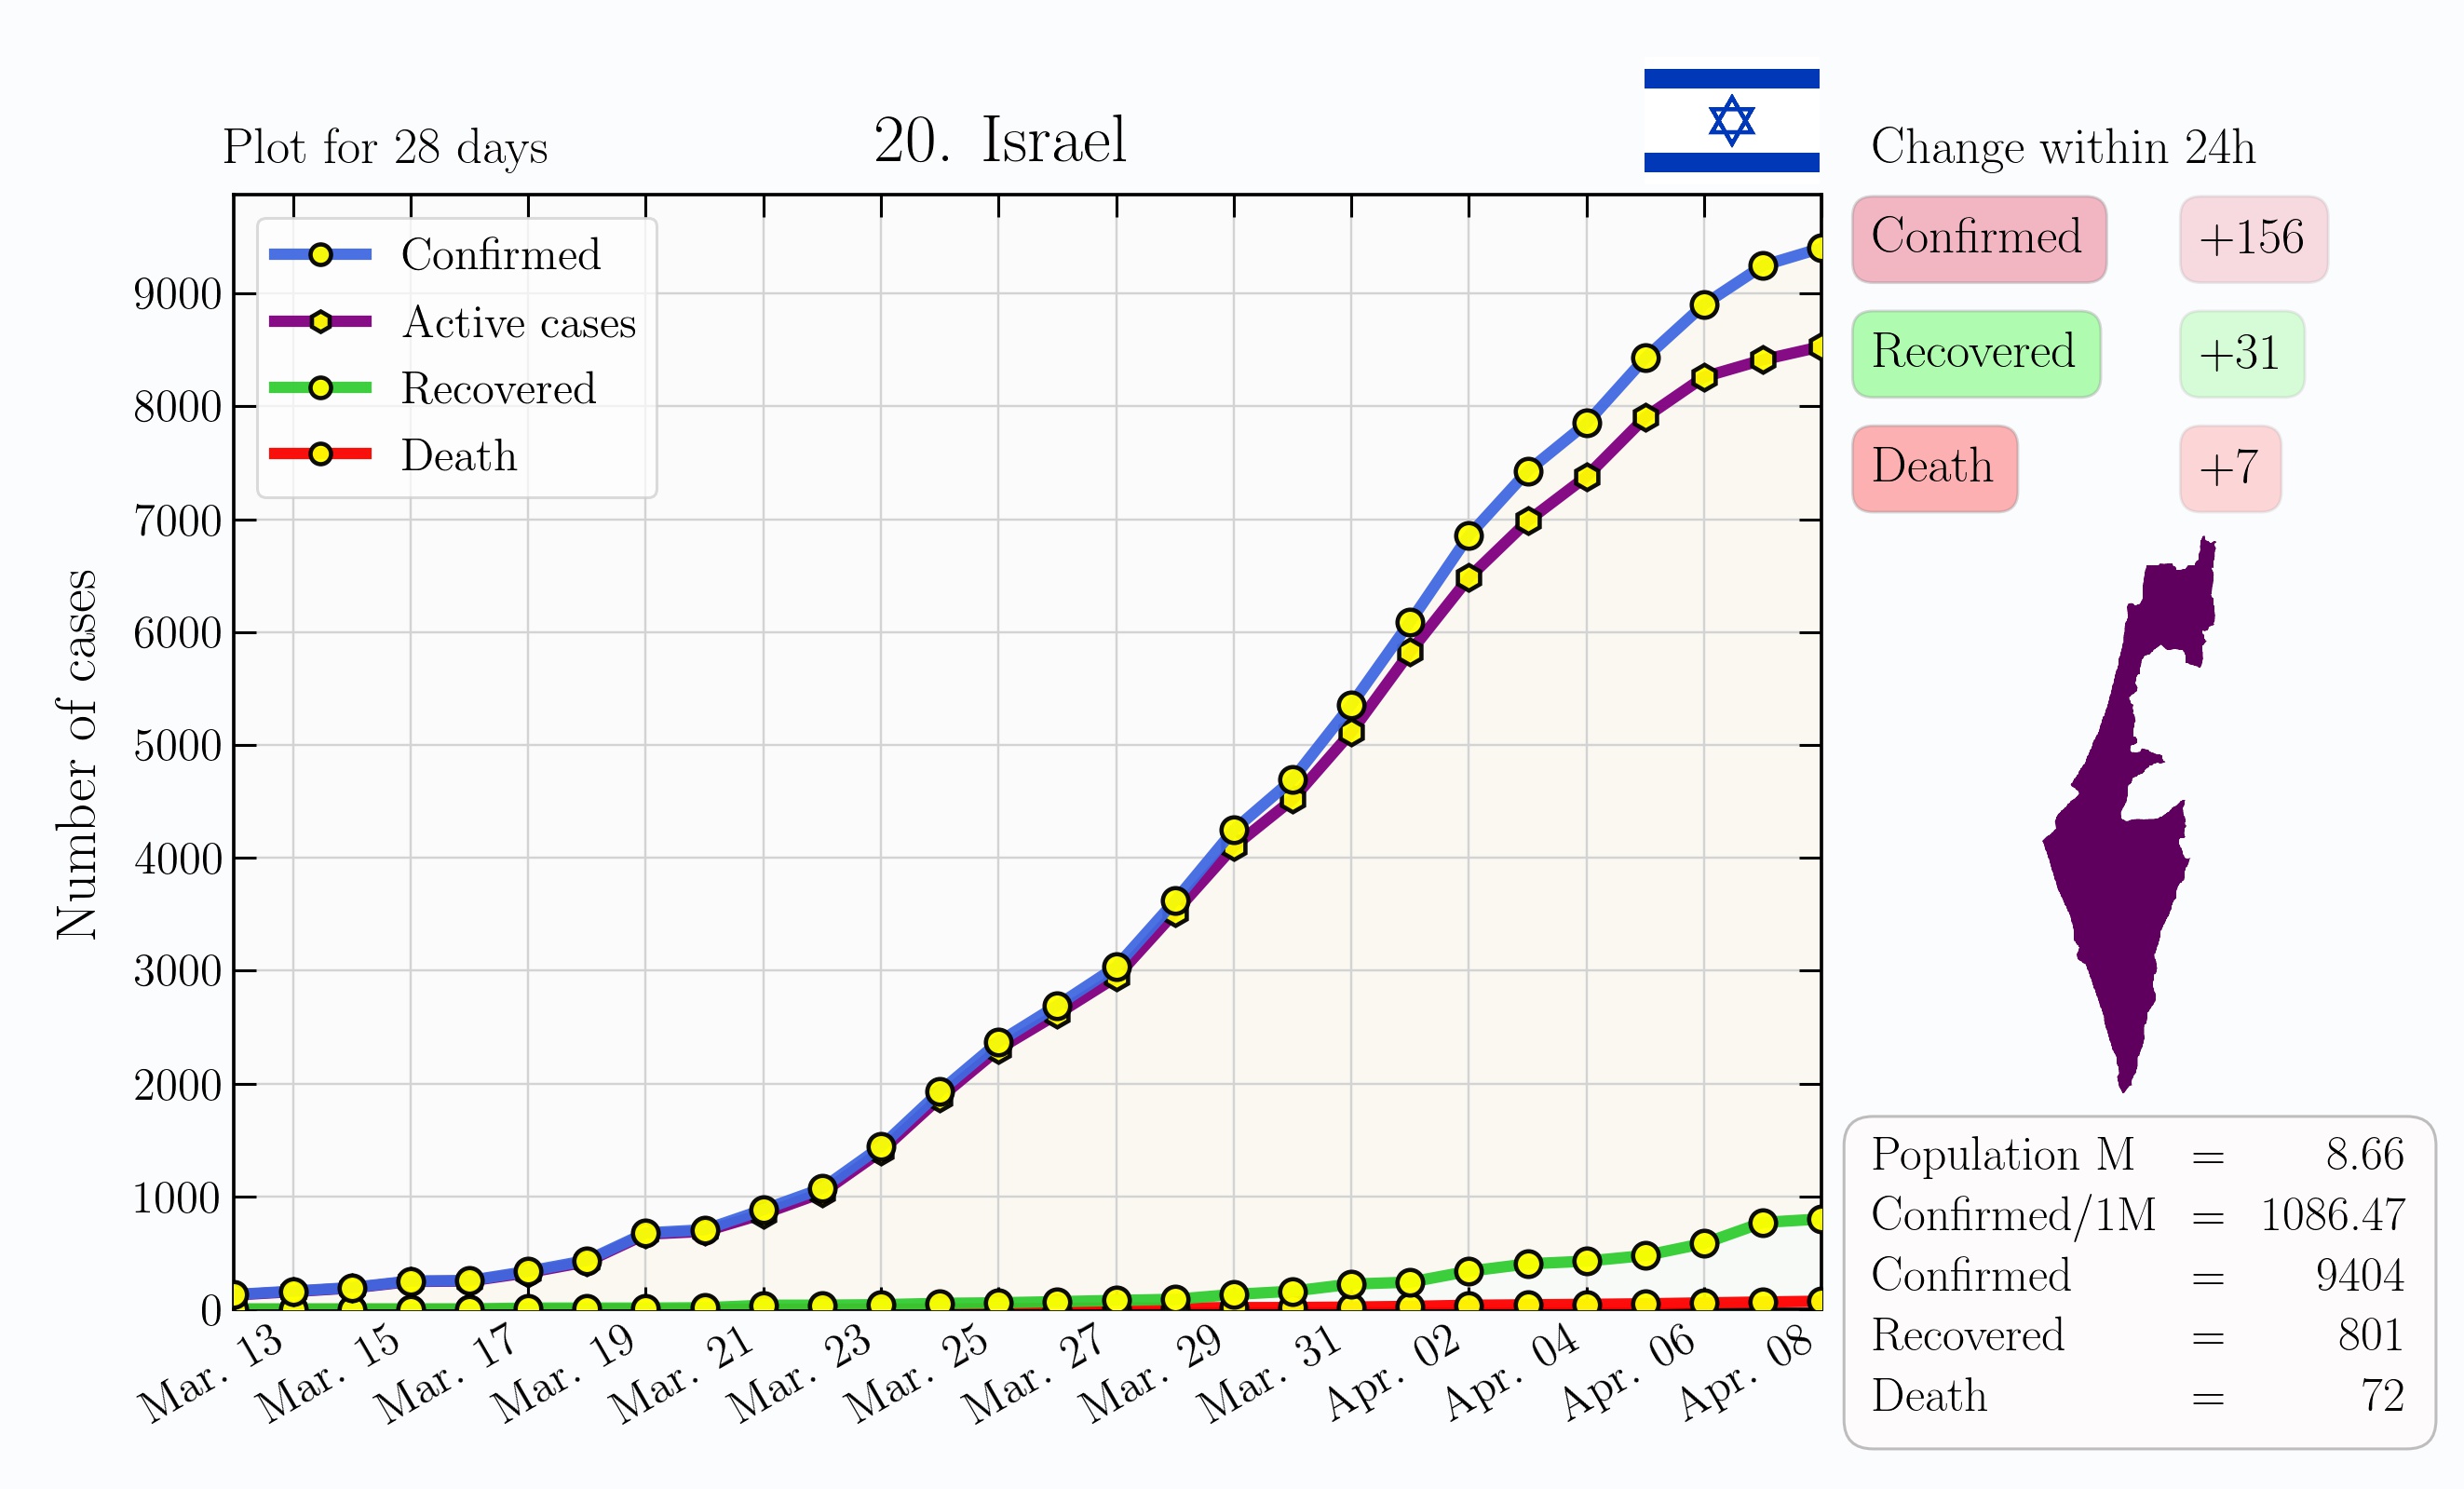 Plot for 28 days
20. Israel
Change within 24h
Confirmed +156
Recovered +31
Death +7
Confirmed
Active cases
Recovered
Death
Number of cases
9000
8000
7000
6000
5000
4000
3000
2000
1000
0
Mar. 13
Mar. 15
Mar. 17
Mar. 19
Mar. 21
Mar. 23
Mar. 25
Mar. 27
Mar. 29
Mar. 31
Apr. 02
Apr. 04
Apr. 06
Apr. 08
Population M = 8.66
Confirmed/1M = 1086.47
Confirmed = 9404
Recovered = 801
Death = 72